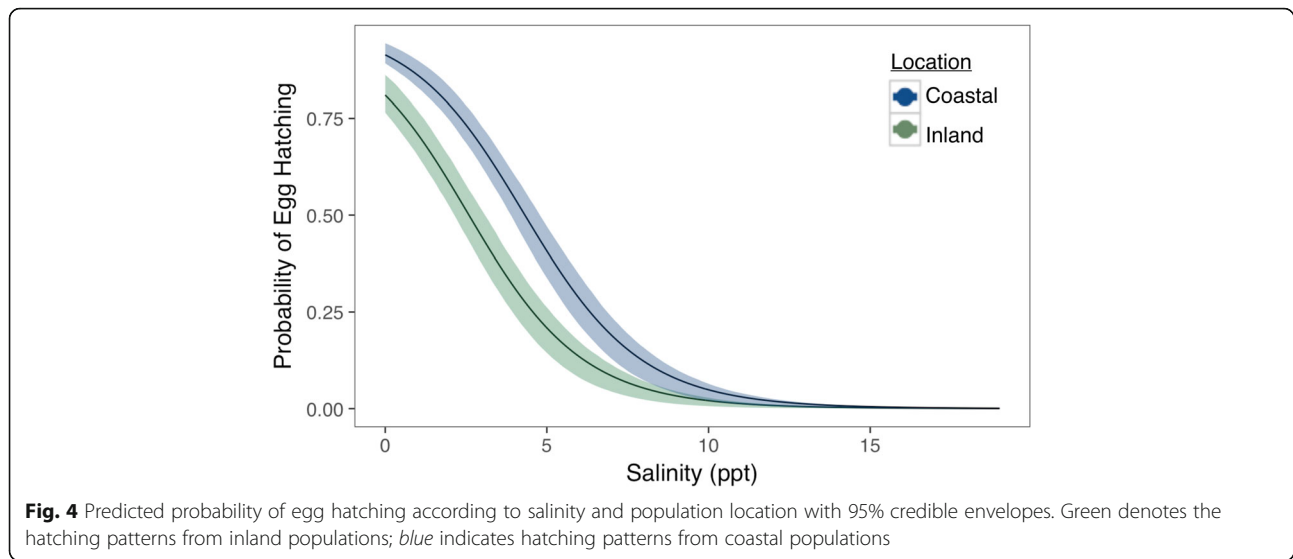 Location
Coastal
Inland
Probability of Egg Hatching
0.75
0.50
0.25
0.00
0 5 10 15
Salinity (ppt)
Fig. 4 Predicted probability of egg hatching according to salinity and population location with 95% credible envelopes. Green denotes the
hatching patterns from inland populations; blue indicates hatching patterns from coastal populations